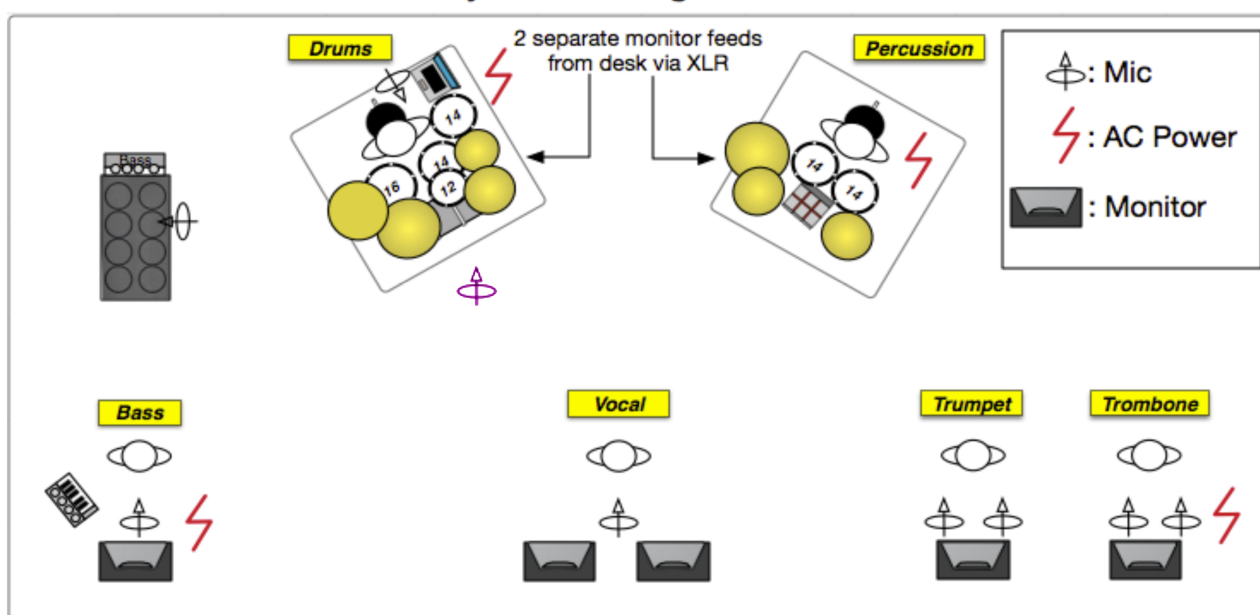 Drums
2 separate monitor feeds
from desk via XLR
Percussion
: Mic
: AC Power
: Monitor
Bass
14
14
16
12
14
14
Bass
Vocal
Trumpet
Trombone